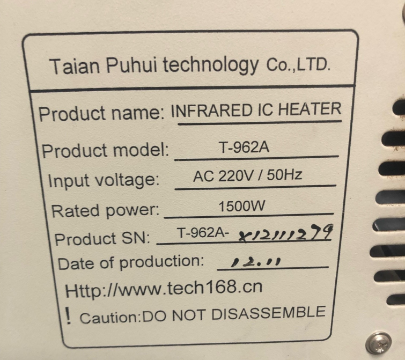 Taian Puhui technology Co.,LTD.
Product name: INFRARED IC HEATER
Product model: T-962A
Input voltage: AC 220V / 50Hz
Rated power: 1500W
Product SN: T-962A- X12111279
Date of production: 12.11
Http://www.tech168.cn
! Caution:DO NOT DISASSEMBLE